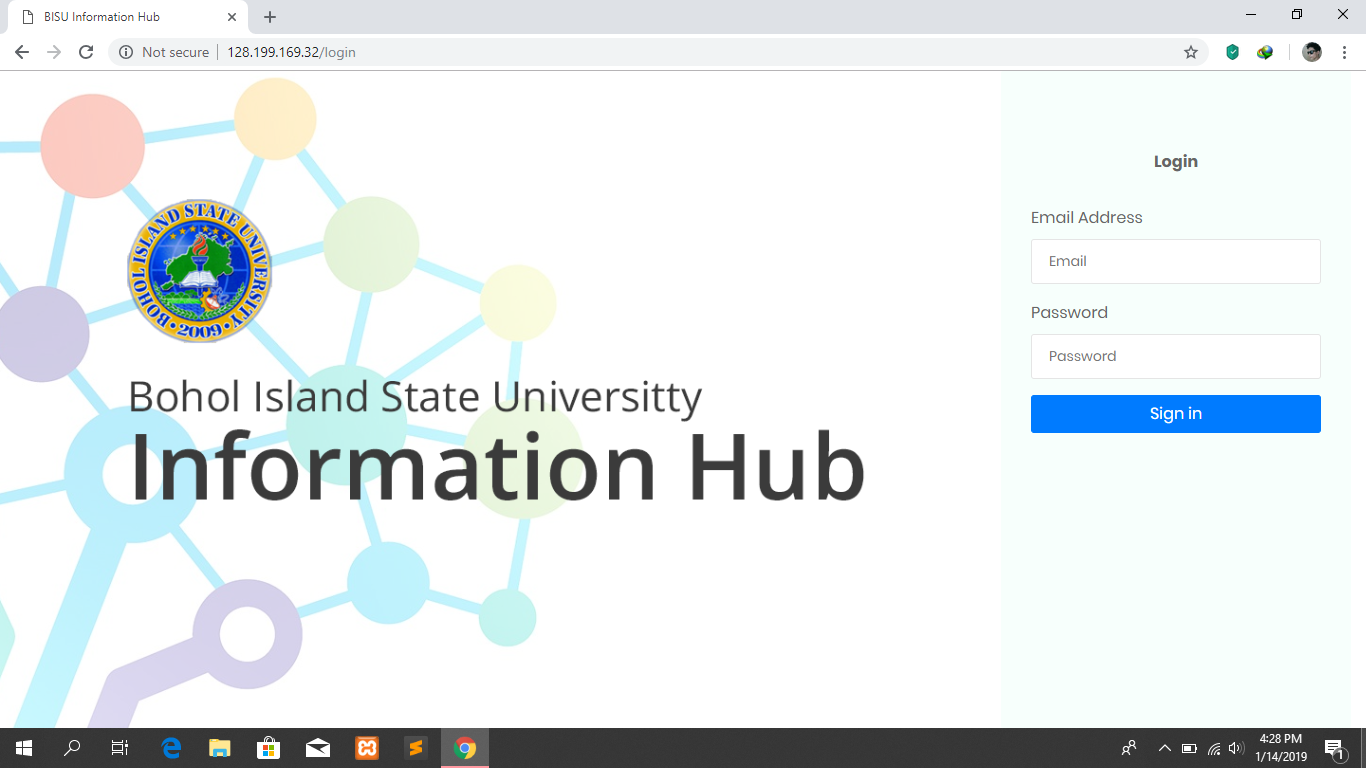 BISU Information Hub
Not secure
128.199.169.32/login
BOHOL ISLAND STATE UNIVERSITY
2009
Bohol Island State Universitty
Information Hub
Login
Email Address
Email
Password
Password
Sign in
4:28 PM
1/14/2019
1